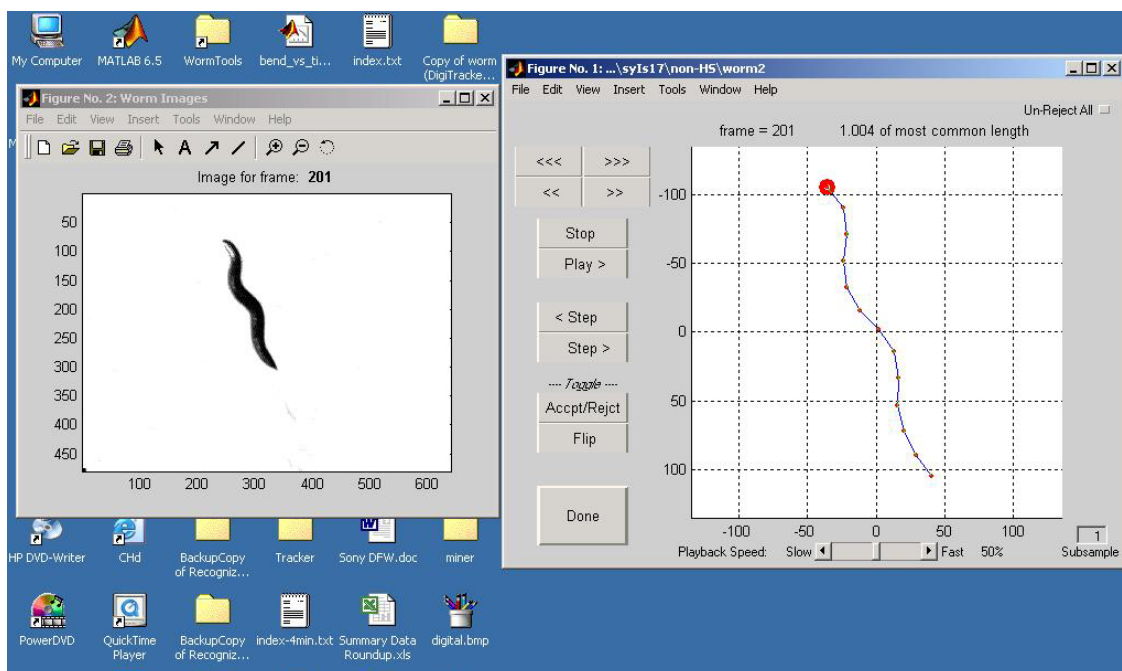 My Computer
MATLAB 6.5
WormTools
bend_vs_ti...
index.txt
Copy of worm
(DigiTracke...
Figure No. 2: Worm Images
File Edit View Insert Tools Window Help
A
Image for frame: 201
50
100
150
200
250
300
350
400
450
100 200 300 400 500 600
Figure No. 1: ...\syIs17\non-HS\worm2
File Edit View Insert Tools Window Help
Un-Reject All
frame = 201 1.004 of most common length
<<< >>>
<< >>
Stop
Play >
< Step
Step >
---- Toggle ----
Accpt/Rejct
Flip
Done
-100
-50
0
50
100
-100 -50 0 50 100
Playback Speed: Slow Fast 50%
1
Subsample
HP DVD-Writer
CHd
BackupCopy
of Recogniz...
Tracker
Sony DFW.doc
miner
PowerDVD
QuickTime
Player
BackupCopy
of Recogniz...
index-4min.txt
Summary Data
Roundup.xls
digital.bmp